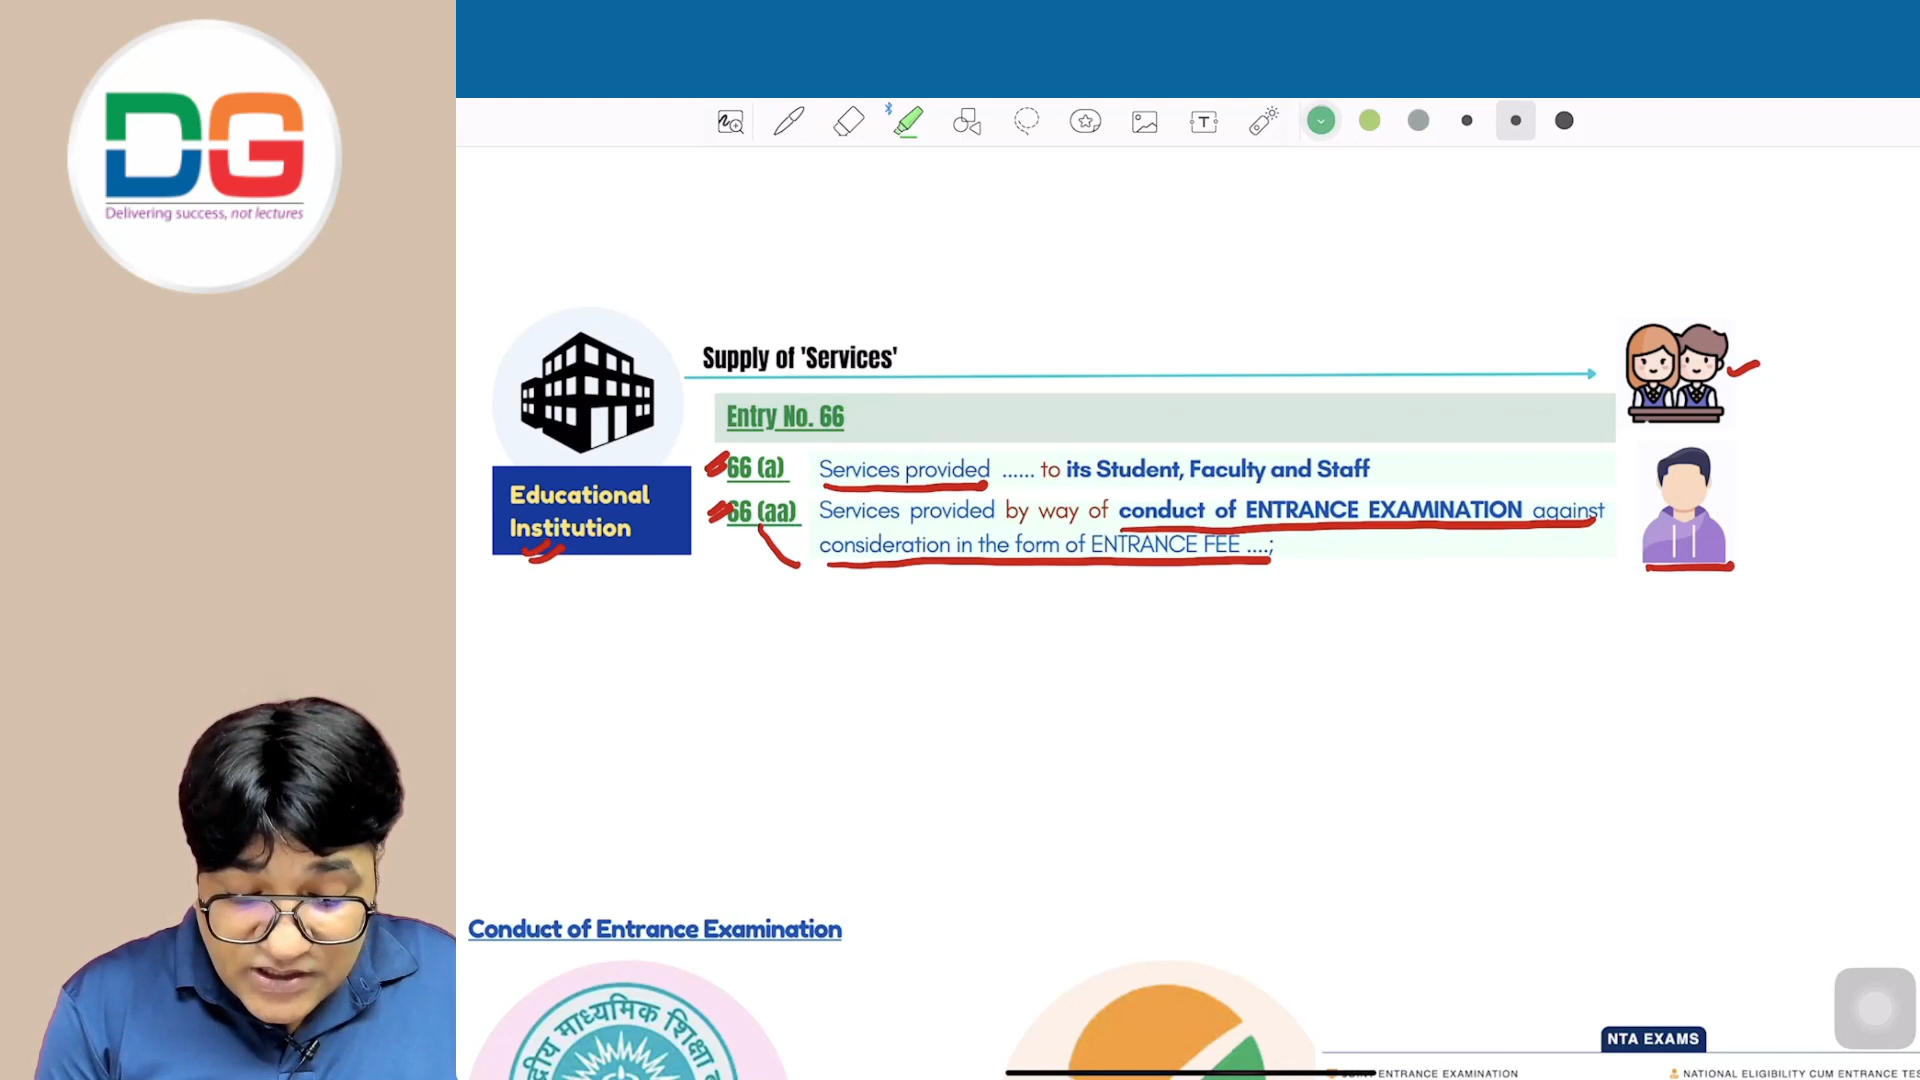 DG
Delivering success, not lectures
Supply of 'Services'
Entry No. 66
66 (a) Services provided ...... to its Student, Faculty and Staff
66 (aa) Services provided by way of conduct of ENTRANCE EXAMINATION against
consideration in the form of ENTRANCE FEE ....;
Educational
Institution
Conduct of Entrance Examination
माध्यमिक शिक्षा
NTA EXAMS
ENTRANCE EXAMINATION
NATIONAL ELIGIBILITY CUM ENTRANCE TES